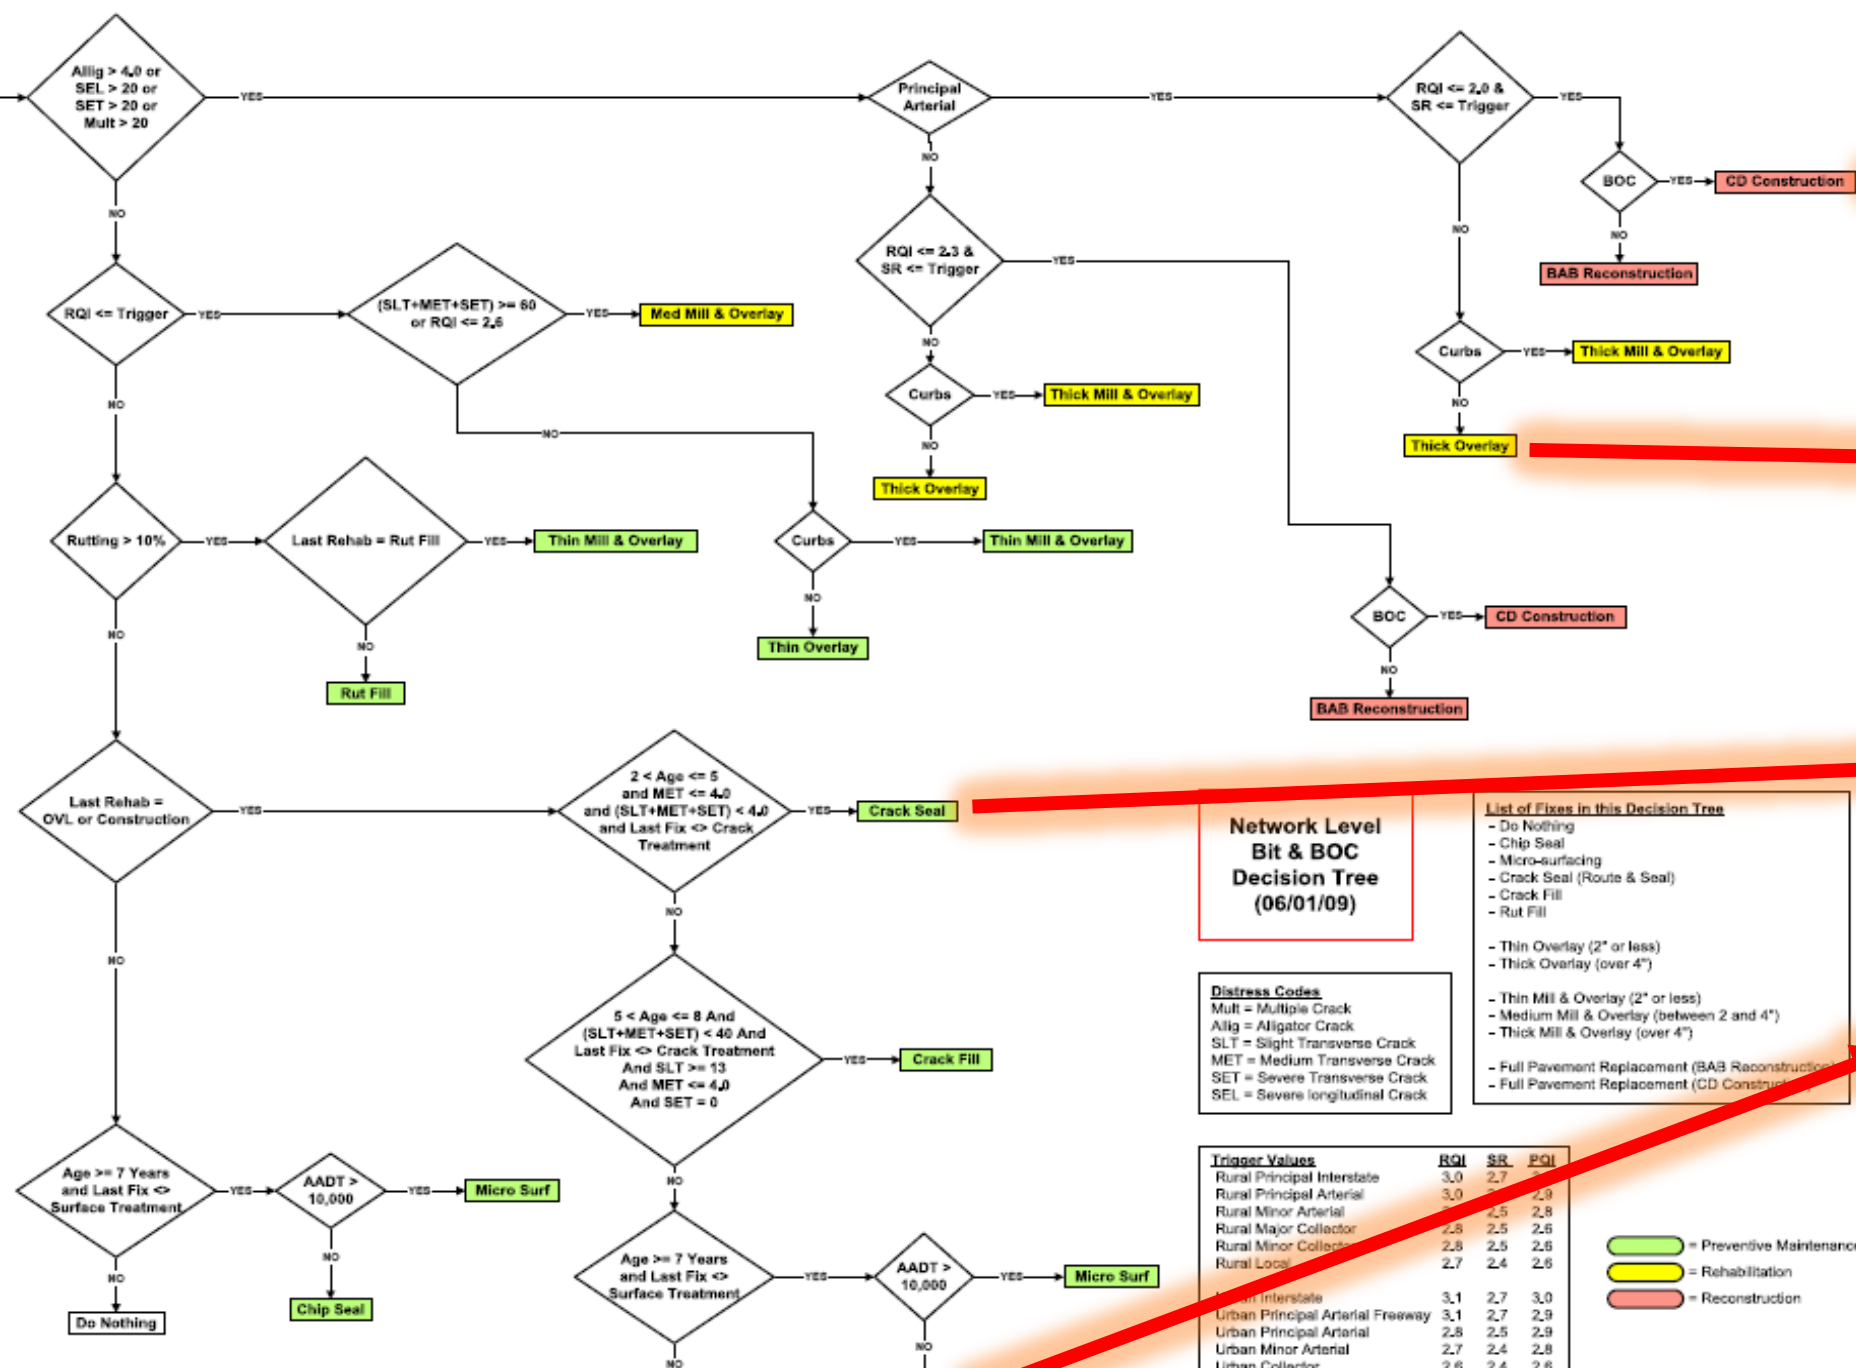 Allig > 4.0 or
SEL > 20 or
SET > 20 or
Mult > 20
YES
Principal
Arterial
YES
RQI <= 2.0 &
SR <= Trigger
YES
BOC
YES
CD Construction
NO
BAB Reconstruction
NO
Curbs
YES
Thick Mill & Overlay
NO
Thick Overlay
NO
RQI <= 2.3 &
SR <= Trigger
YES
NO
Curbs
YES
Thick Mill & Overlay
NO
Thick Overlay
BOC
YES
CD Construction
NO
BAB Reconstruction
NO
RQI <= Trigger
YES
(SLT+MET+SET) >= 60
or RQI <= 2.6
YES
Med Mill & Overlay
NO
Curbs
YES
Thin Mill & Overlay
NO
Thin Overlay
NO
Rutting > 10%
YES
Last Rehab = Rut Fill
YES
Thin Mill & Overlay
NO
Rut Fill
NO
Last Rehab =
OVL or Construction
YES
2 < Age <= 5
and MET <= 4.0
and (SLT+MET+SET) < 4.0
and Last Fix <> Crack
Treatment
YES
Crack Seal
NO
5 < Age <= 8 And
(SLT+MET+SET) < 40 And
Last Fix <> Crack Treatment
And SLT >= 13
And MET <= 4.0
And SET = 0
YES
Crack Fill
NO
Age >= 7 Years
and Last Fix <>
Surface Treatment
YES
AADT >
10,000
YES
Micro Surf
NO
NO
NO
Age >= 7 Years
and Last Fix <>
Surface Treatment
YES
AADT >
10,000
YES
Micro Surf
NO
Chip Seal
NO
Do Nothing
Network Level
Bit & BOC
Decision Tree
(06/01/09)
List of Fixes in this Decision Tree
- Do Nothing
- Chip Seal
- Micro-surfacing
- Crack Seal (Route & Seal)
- Crack Fill
- Rut Fill
- Thin Overlay (2" or less)
- Thick Overlay (over 4")
- Thin Mill & Overlay (2" or less)
- Medium Mill & Overlay (between 2 and 4")
- Thick Mill & Overlay (over 4")
- Full Pavement Replacement (BAB Reconstruction)
- Full Pavement Replacement (CD
Distress Codes
Mult = Multiple Crack
Allig = Alligator Crack
SLT = Slight Transverse Crack
MET = Medium Transverse Crack
SET = Severe Transverse Crack
SEL = Severe longitudinal Crack
Trigger Values RQI SR PQI
Rural Principal Interstate 3.0 2.7
Rural Principal Arterial 3.0 2.9
Rural Minor Arterial 2.5 2.8
Rural Major Collector 2.8 2.5 2.6
Rural Minor Collector 2.8 2.5 2.6
Rural Local 2.7 2.4 2.6
Interstate 3.1 2.7 3.0
Urban Principal Arterial Freeway 3.1 2.7 2.9
Urban Principal Arterial 2.8 2.5 2.9
Urban Minor Arterial 2.7 2.4 2.8
Urban Collector 2.6 2.4 2.6
= Preventive Maintenance
= Rehabilitation
= Reconstruction